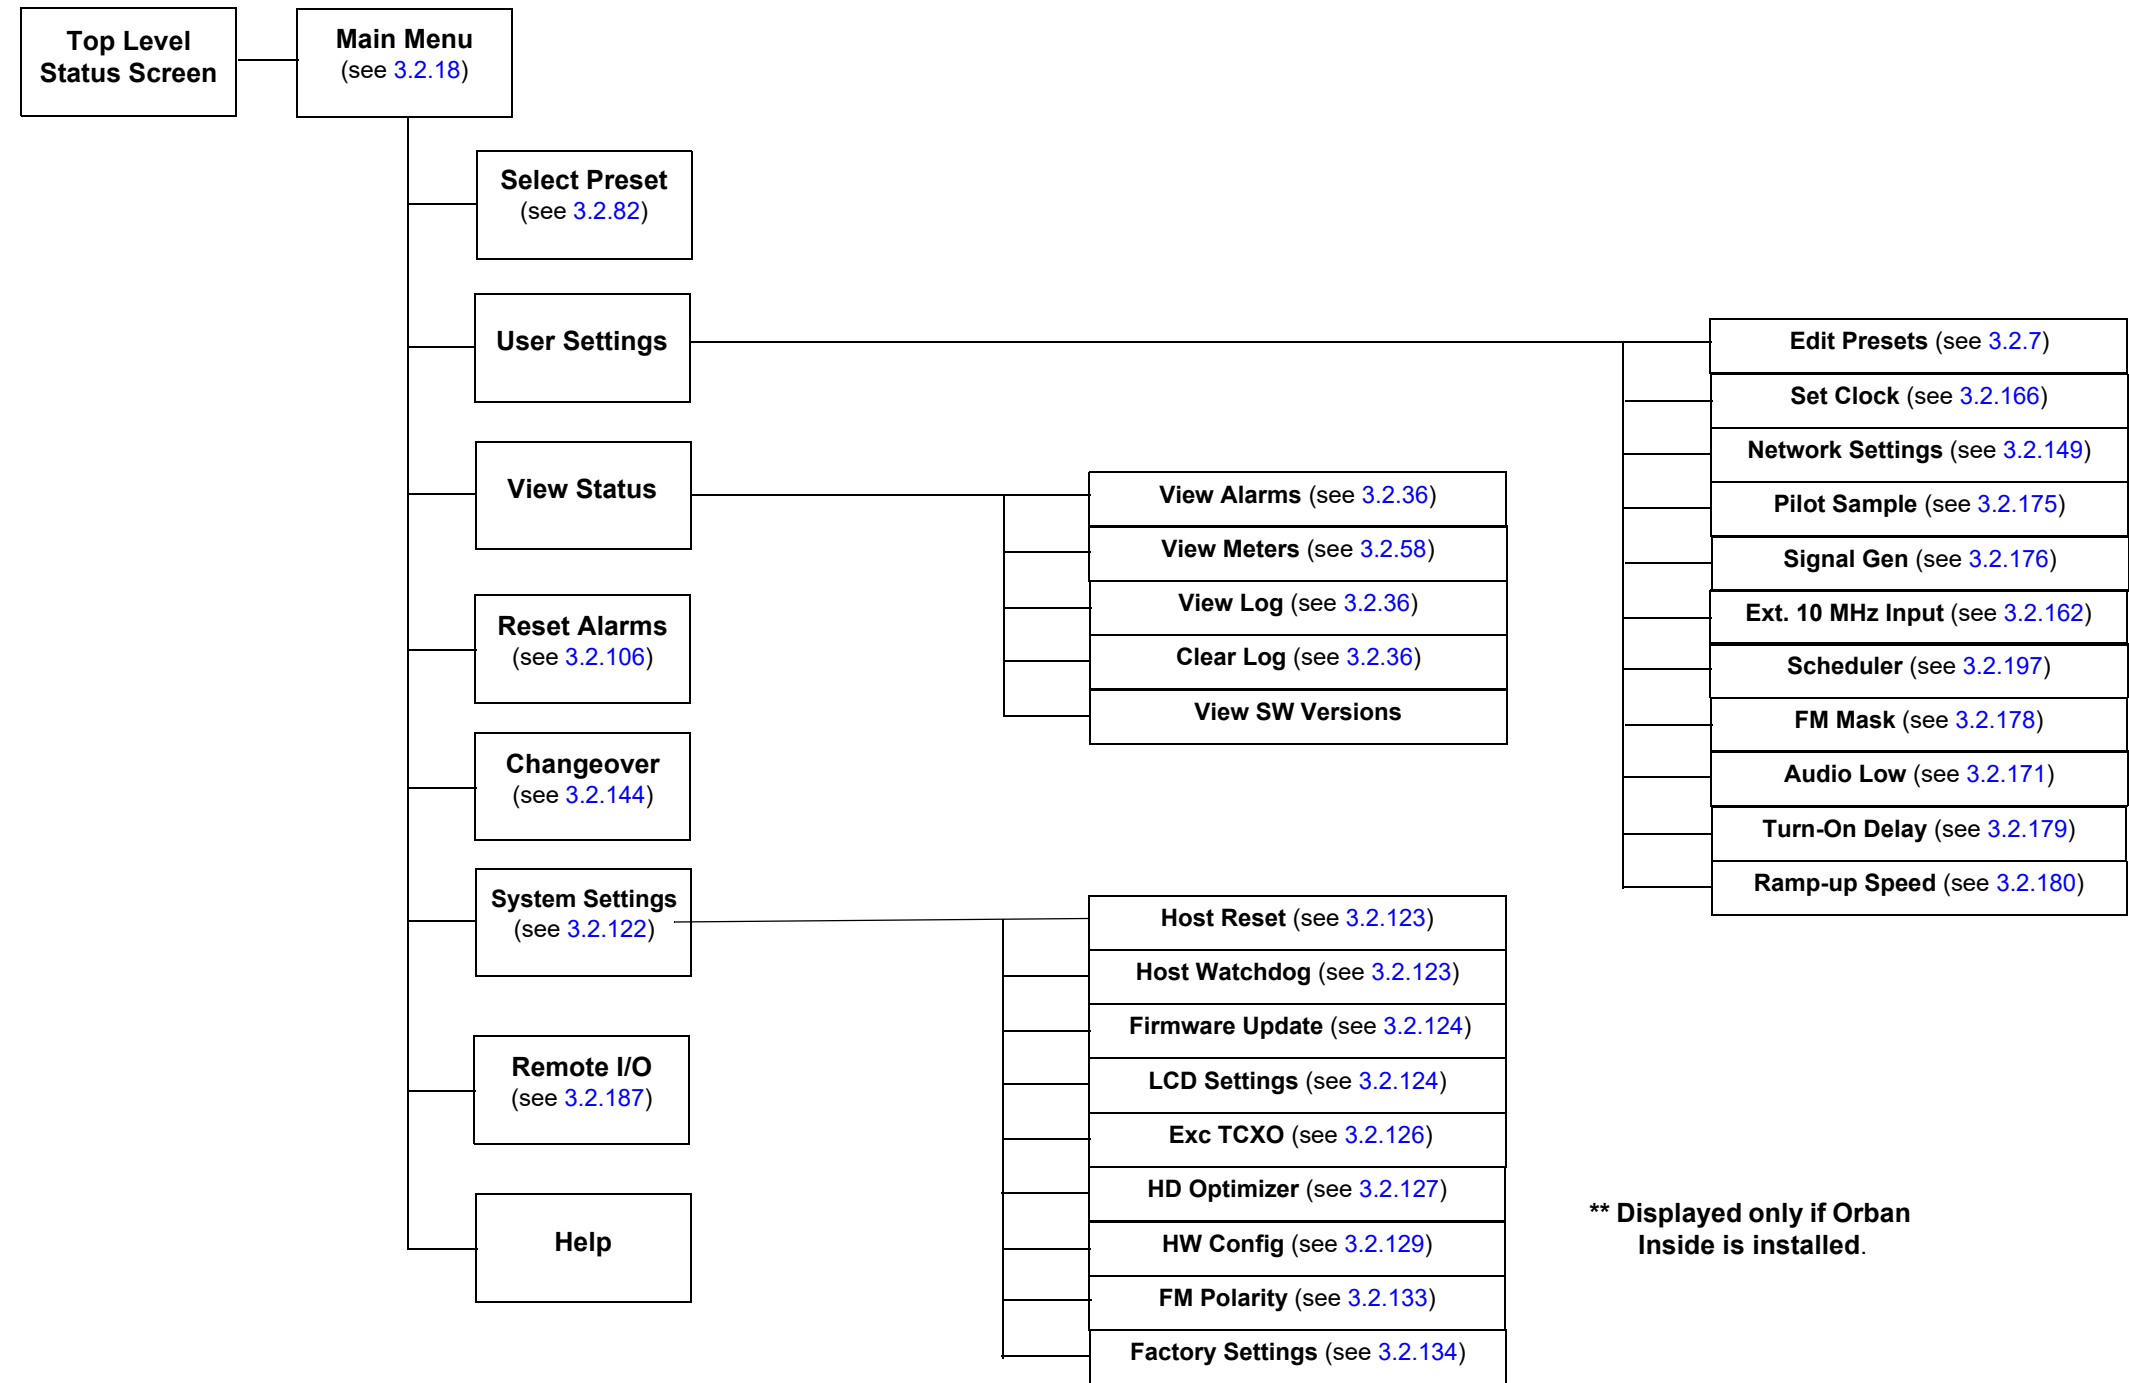 Top Level
Status Screen
Main Menu
(see 3.2.18)
Select Preset
(see 3.2.82)
User Settings
View Status
Reset Alarms
(see 3.2.106)
Changeover
(see 3.2.144)
System Settings
(see 3.2.122)
Remote I/O
(see 3.2.187)
Help
View Alarms (see 3.2.36)
View Meters (see 3.2.58)
View Log (see 3.2.36)
Clear Log (see 3.2.36)
View SW Versions
Host Reset (see 3.2.123)
Host Watchdog (see 3.2.123)
Firmware Update (see 3.2.124)
LCD Settings (see 3.2.124)
Exc TCXO (see 3.2.126)
HD Optimizer (see 3.2.127)
HW Config (see 3.2.129)
FM Polarity (see 3.2.133)
Factory Settings (see 3.2.134)
Edit Presets (see 3.2.7)
Set Clock (see 3.2.166)
Network Settings (see 3.2.149)
Pilot Sample (see 3.2.175)
Signal Gen (see 3.2.176)
Ext. 10 MHz Input (see 3.2.162)
Scheduler (see 3.2.197)
FM Mask (see 3.2.178)
Audio Low (see 3.2.171)
Turn-On Delay (see 3.2.179)
Ramp-up Speed (see 3.2.180)
** Displayed only if Orban
Inside is installed.